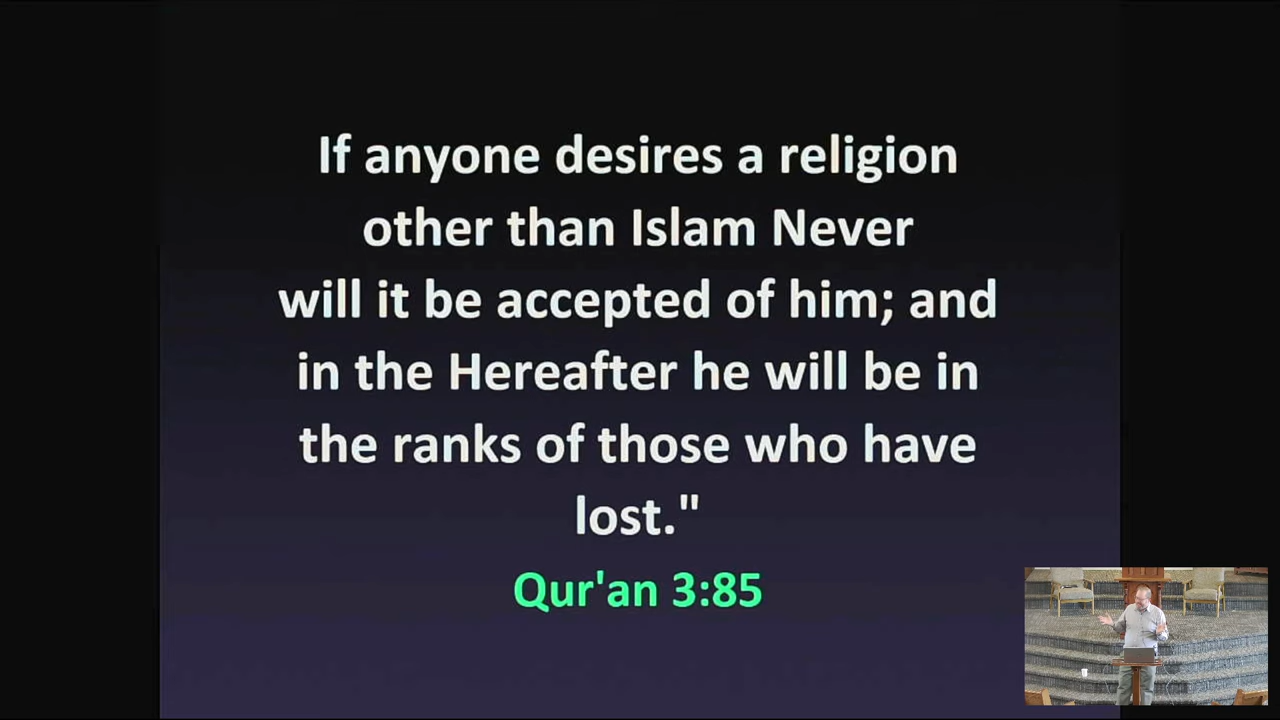 If anyone desires a religion
other than Islam Never
will it be accepted of him; and
in the Hereafter he will be in
the ranks of those who have
lost."
Qur'an 3:85